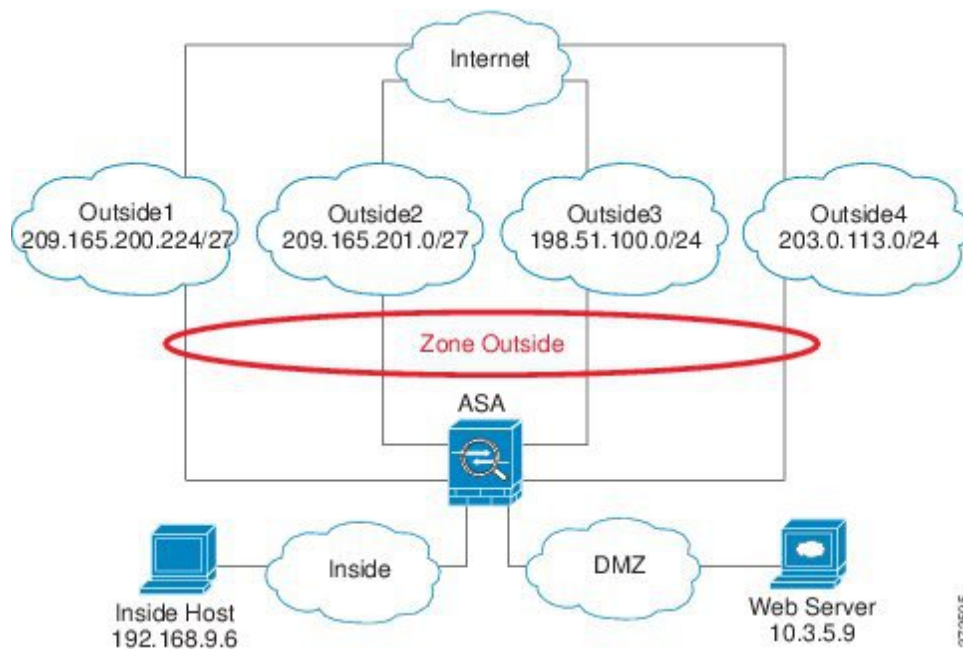 Internet
Outside1
209.165.200.224/27
Outside2
209.165.201.0/27
Outside3
198.51.100.0/24
Outside4
203.0.113.0/24
Zone Outside
ASA
Inside
DMZ
Inside Host
192.168.9.6
Web Server
10.3.5.9